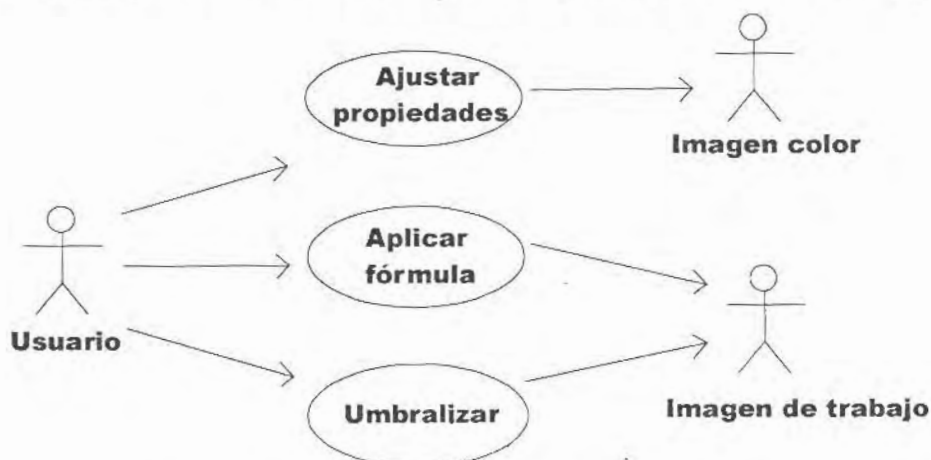 Ajustar
propiedades
Imagen color
Aplicar
fórmula
Usuario
Umbralizar
Imagen de trabajo